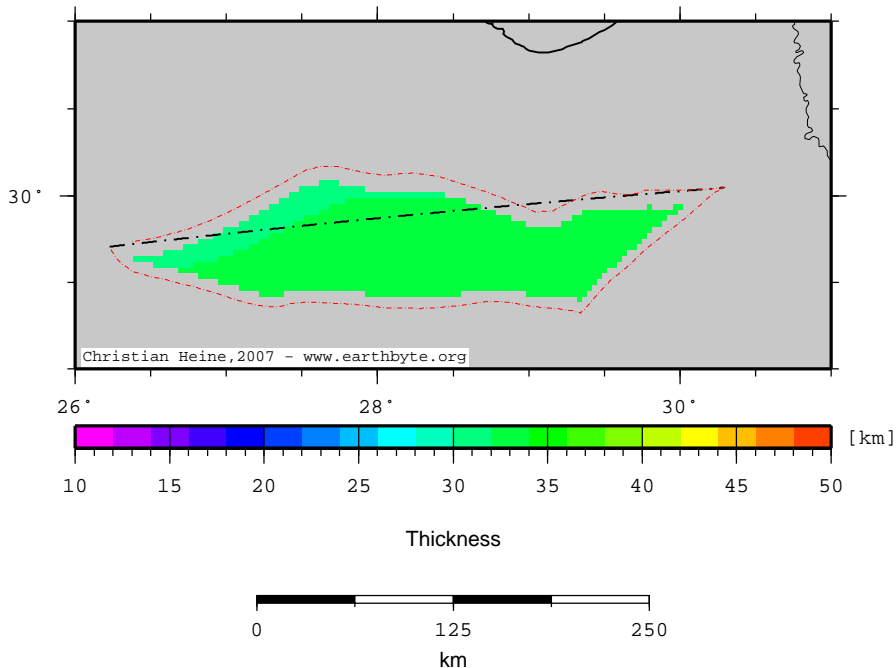 30°
Christian Heine,2007 - www.earthbyte.org
26° 28° 30°
[km]
10 15 20 25 30 35 40 45 50
Thickness
0 125 250
km